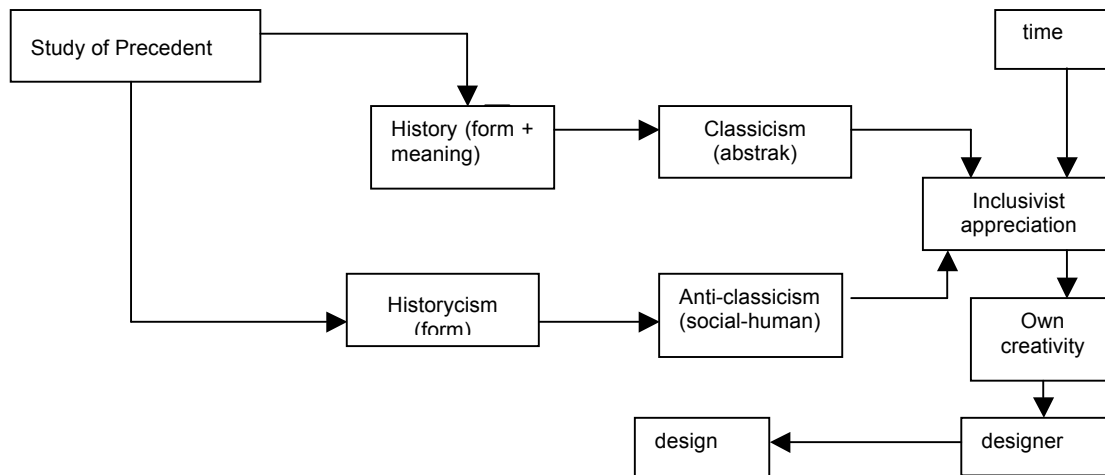 Study of Precedent
time
History (form +
meaning)
Classicism
(abstrak)
Inclusivist
appreciation
Historycism
(form)
Anti-classicism
(social-human)
Own
creativity
design
designer